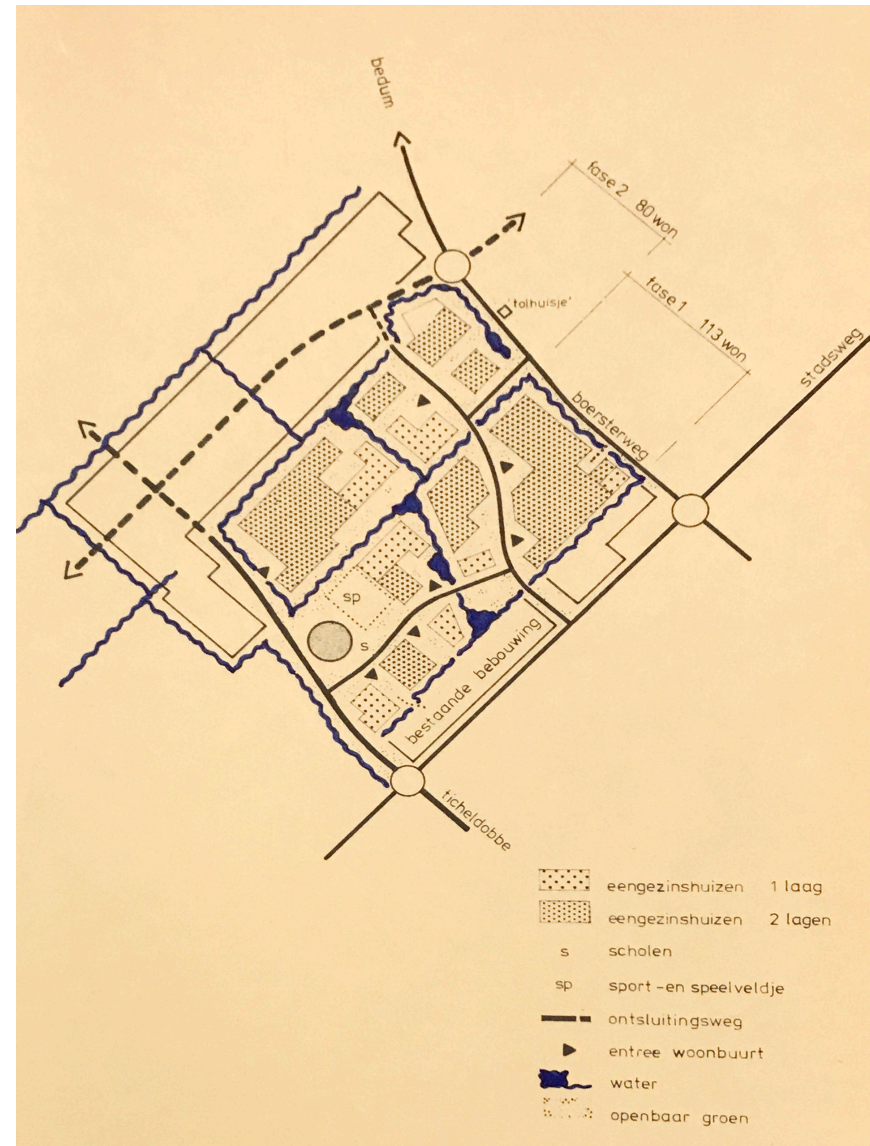 bedum
fase 2 80 won
'tolhuisje'
fase 1 113 won
stadsweg
boersterweg
sp
s
bestaande bebouwing
ticheldobbe
eengezinshuizen 1 laag
eengezinshuizen 2 lagen
s scholen
sp sport-en speelveldje
ontsluitingsweg
entree woonbuurt
water
openbaar groen